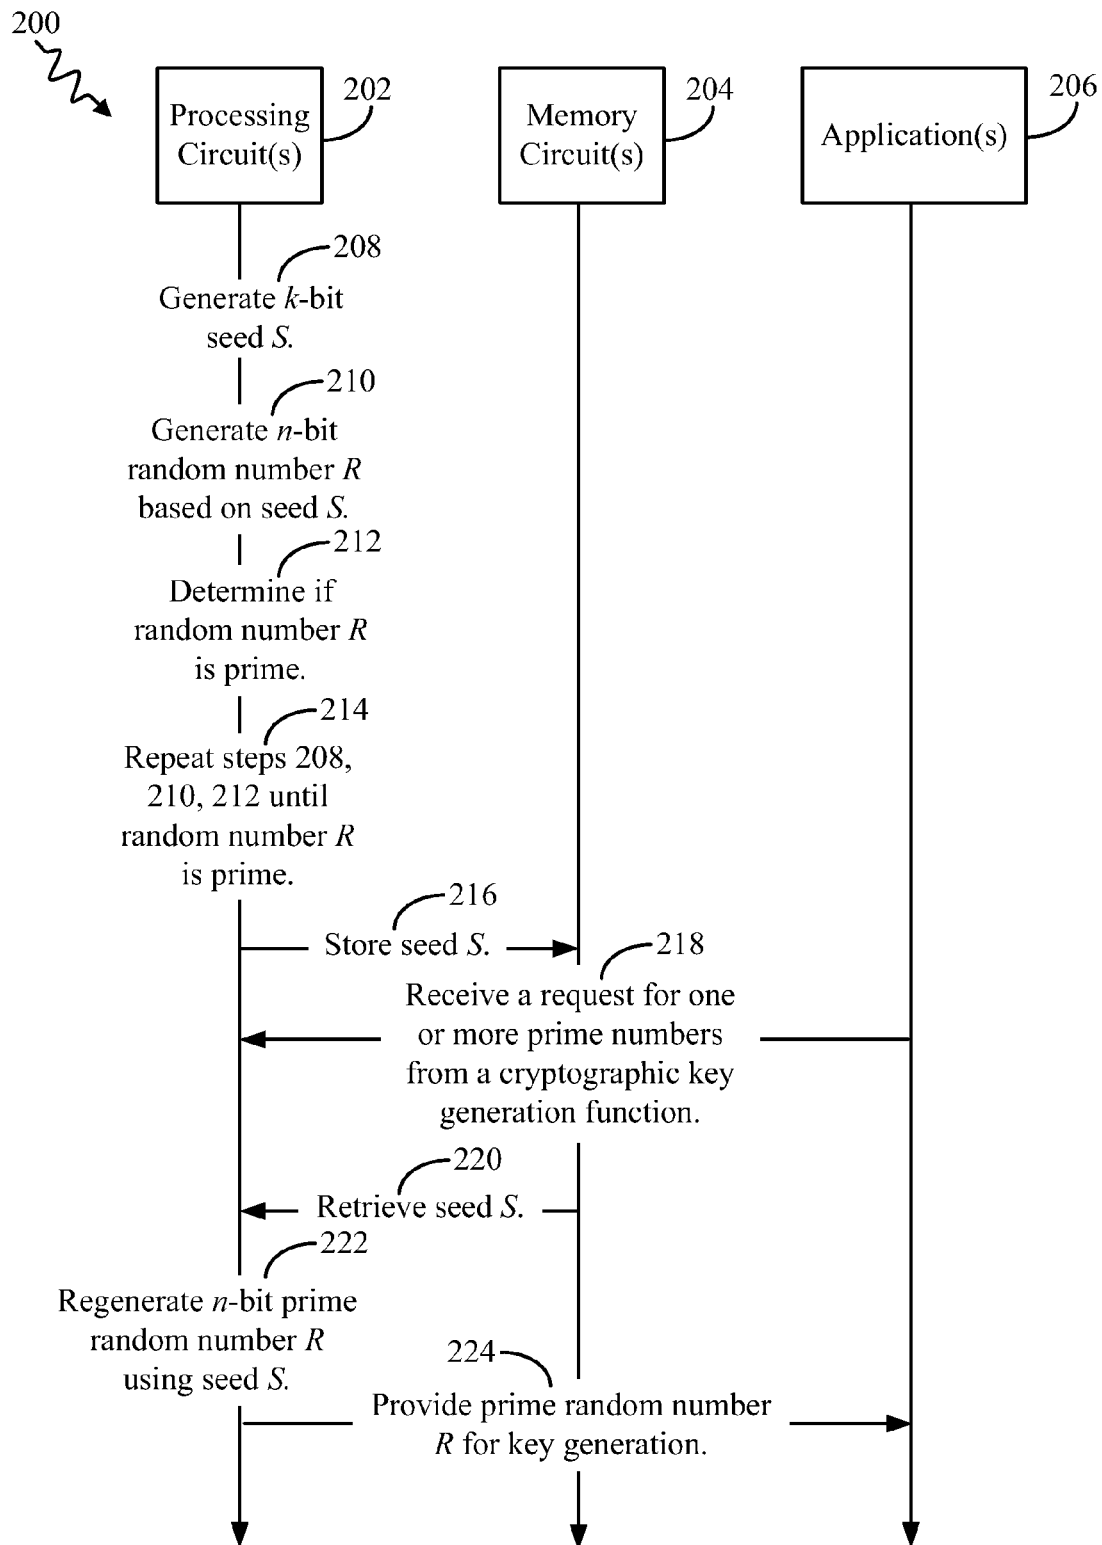 200
Processing
Circuit(s)
202
Memory
Circuit(s)
204
Application(s)
206
208
Generate k-bit
seed S.
210
Generate n-bit
random number R
based on seed S.
212
Determine if
random number R
is prime.
214
Repeat steps 208,
210, 212 until
random number R
is prime.
216
Store seed S.
218
Receive a request for one
or more prime numbers
from a cryptographic key
generation function.
220
Retrieve seed S.
222
Regenerate n-bit prime
random number R
using seed S.
224
Provide prime random number
R for key generation.